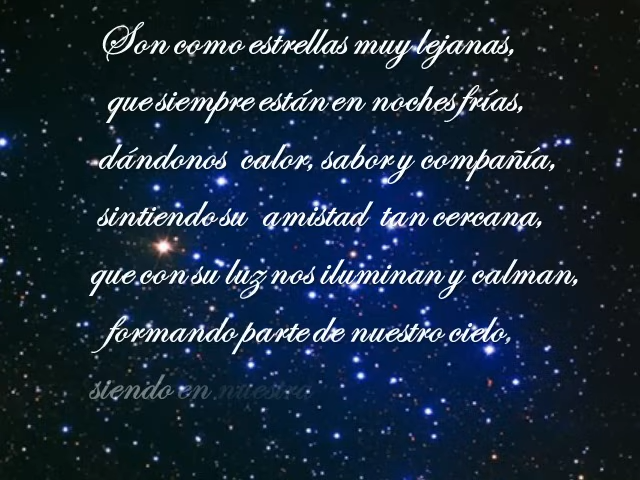 Son como estrellas muy lejanas,
que siempre están en noches frías,
dándonos calor, sabor y compañía,
sintiendo su amistad tan cercana,
que con su luz nos iluminan y calman,
formando parte de nuestro cielo,
siendo en nuestra